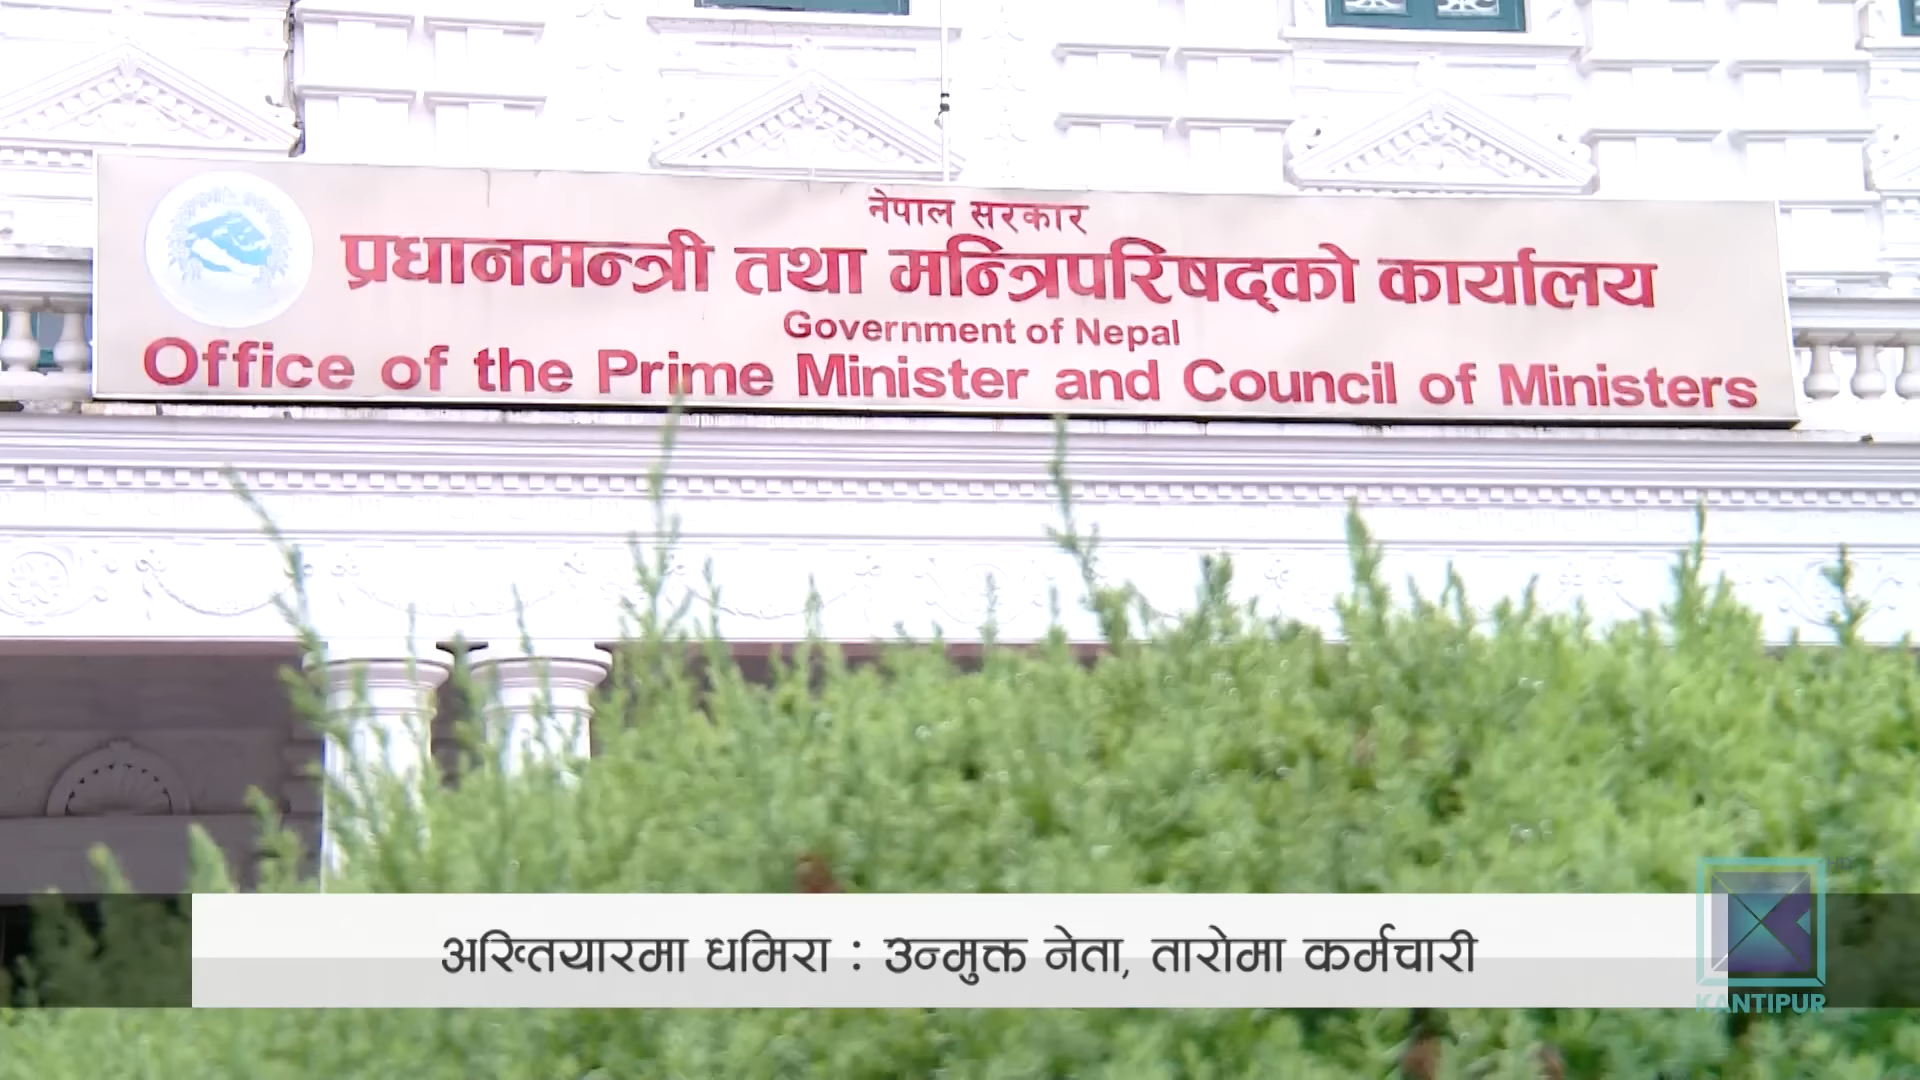 नेपाल सरकार
प्रधानमन्त्री तथा मन्त्रिपरिषद्को कार्यालय
Government of Nepal
Office of the Prime Minister and Council of Ministers
HD
अख्तियारमा धमिरा : उन्मुक्त नेता, तारोमा कर्मचारी
KANTIPUR